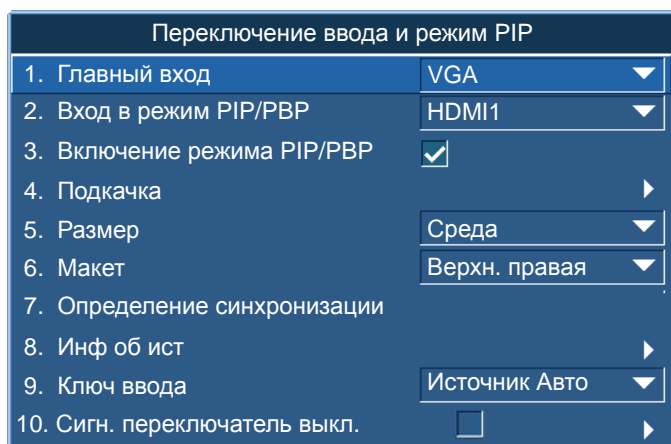 Переключение ввода и режим PIP
1. Главный вход VGA
2. Вход в режим PIP/PBP HDMI1
3. Включение режима PIP/PBP
4. Подкачка
5. Размер Среда
6. Макет Верхн. правая
7. Определение синхронизации
8. Инф об ист
9. Ключ ввода Источник Авто
10. Сигн. переключатель выкл.